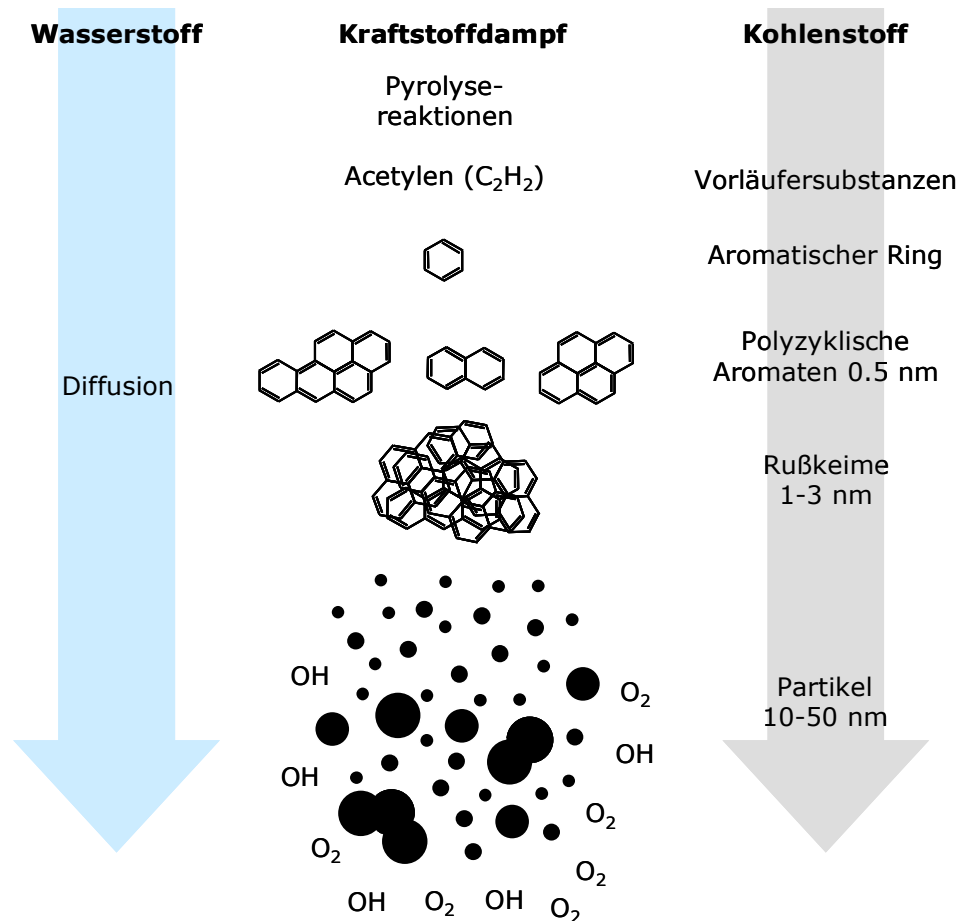 Wasserstoff
Kraftstoffdampf
Kohlenstoff
Pyrolyse-
reaktionen
Acetylen (C₂H₂)
Vorläufersubstanzen
Aromatischer Ring
Polyzyklische
Aromaten 0.5 nm
Diffusion
Rußkeime
1-3 nm
OH
O₂
Partikel
10-50 nm
OH
OH
O₂
O₂
O₂
OH
O₂
OH
O₂